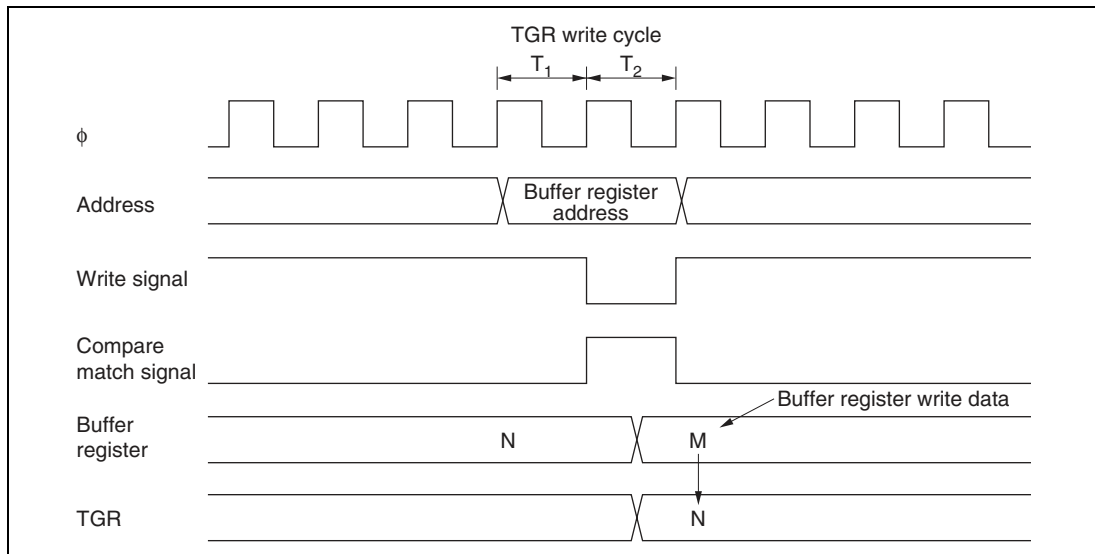 TGR write cycle
T₁ T₂
ϕ
Address
Buffer register
address
Write signal
Compare
match signal
Buffer register write data
Buffer
register
N M
TGR
N